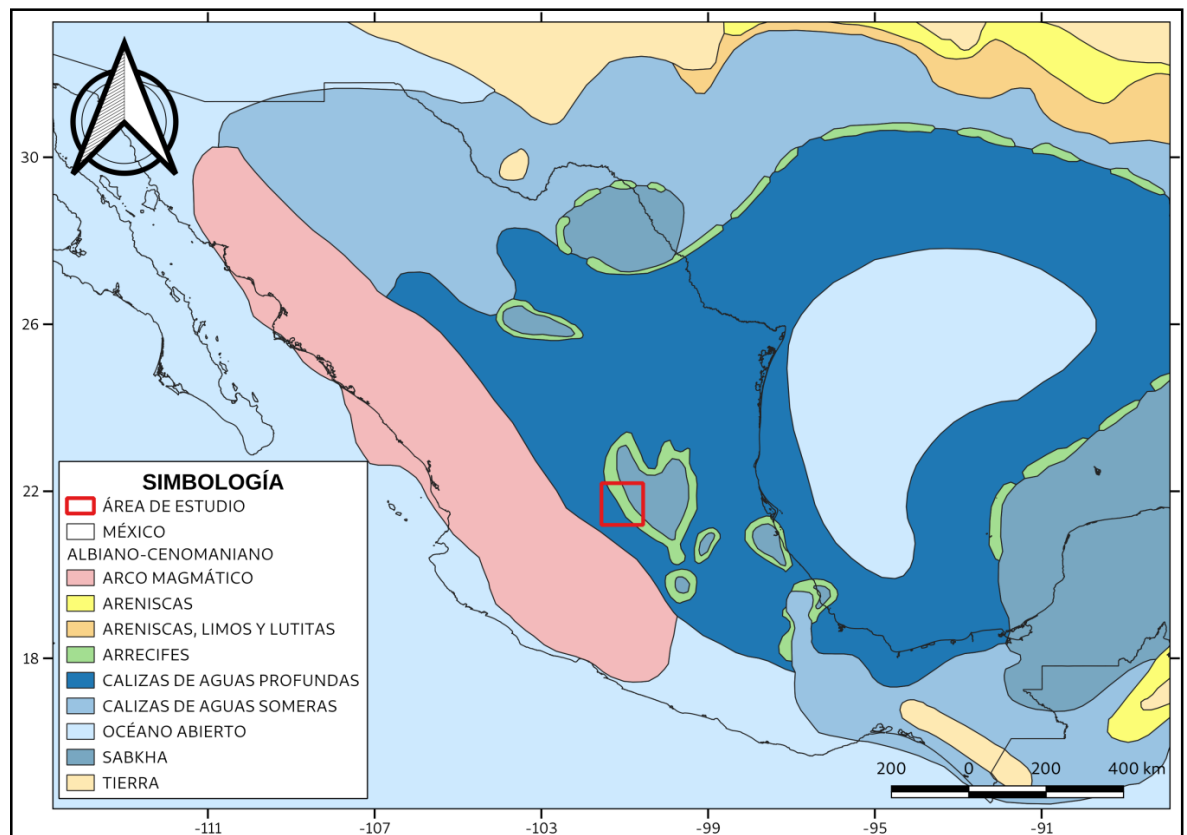 30
26
22
18
SIMBOLOGÍA
ÁREA DE ESTUDIO
MÉXICO
ALBIANO-CENOMANIANO
ARCO MAGMÁTICO
ARENISCAS
ARENISCAS, LIMOS Y LUTITAS
ARRECIFES
CALIZAS DE AGUAS PROFUNDAS
CALIZAS DE AGUAS SOMERAS
OCÉANO ABIERTO
SABKHA
TIERRA
200 0 200 400 km
-111 -107 -103 -99 -95 -91